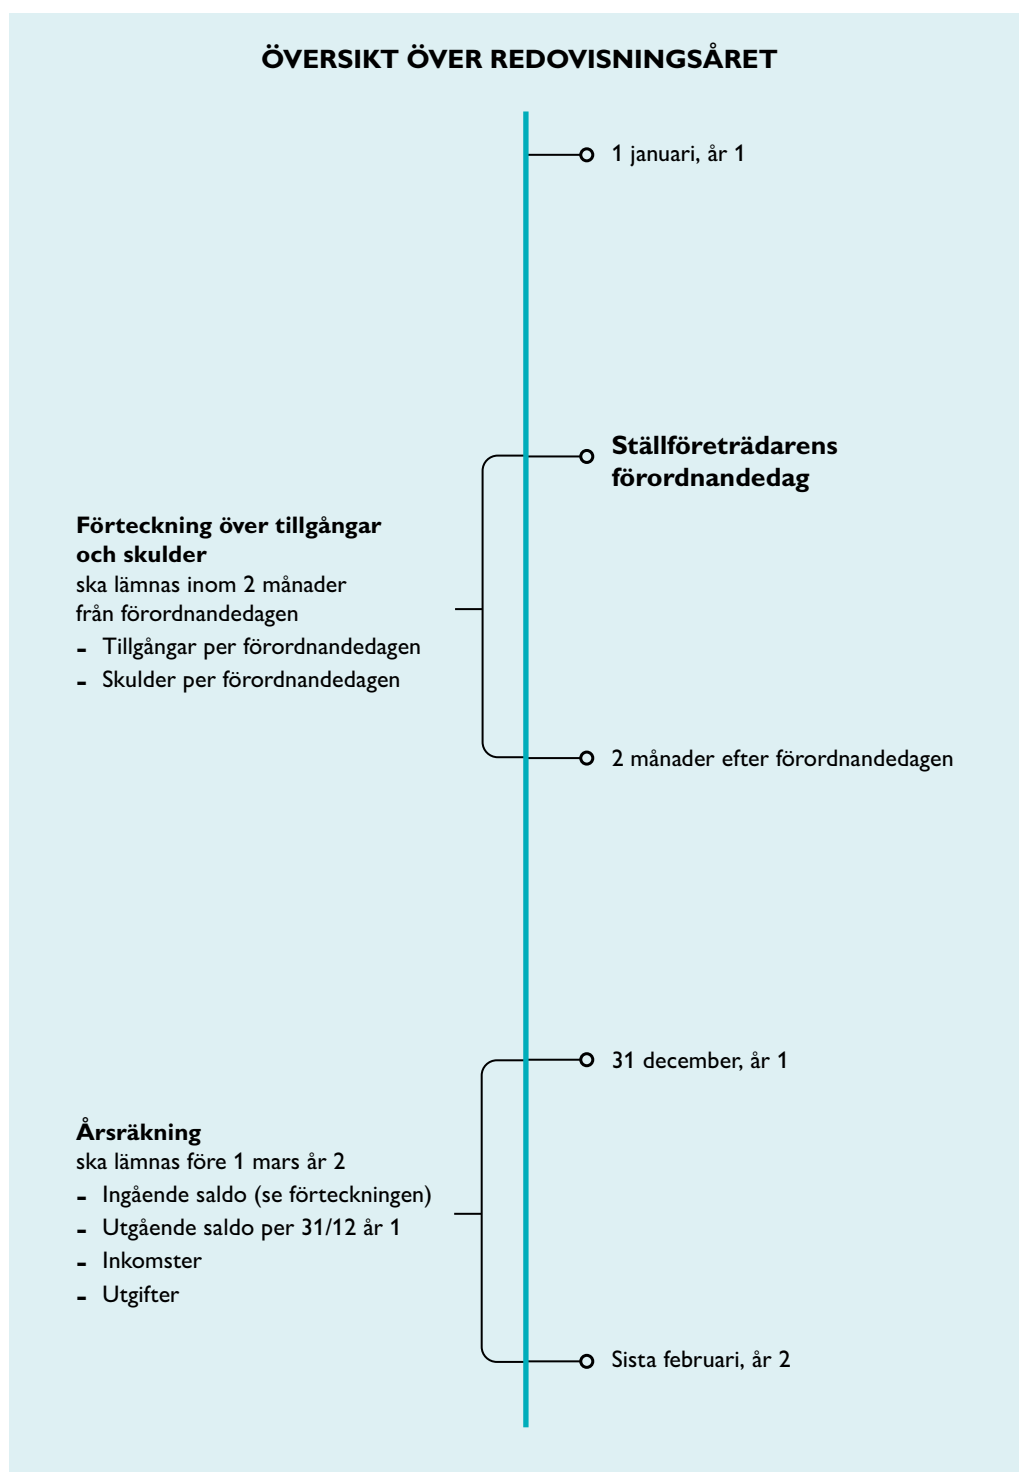 ÖVERSIKT ÖVER REDOVISNINGSÅRET
1 januari, år 1
Ställföreträdarens
förordnandedag
Förteckning över tillgångar
och skulder
ska lämnas inom 2 månader
från förordnandedagen
- Tillgångar per förordnandedagen
- Skulder per förordnandedagen
2 månader efter förordnandedagen
31 december, år 1
Årsräkning
ska lämnas före 1 mars år 2
- Ingående saldo (se förteckningen)
- Utgående saldo per 31/12 år 1
- Inkomster
- Utgifter
Sista februari, år 2